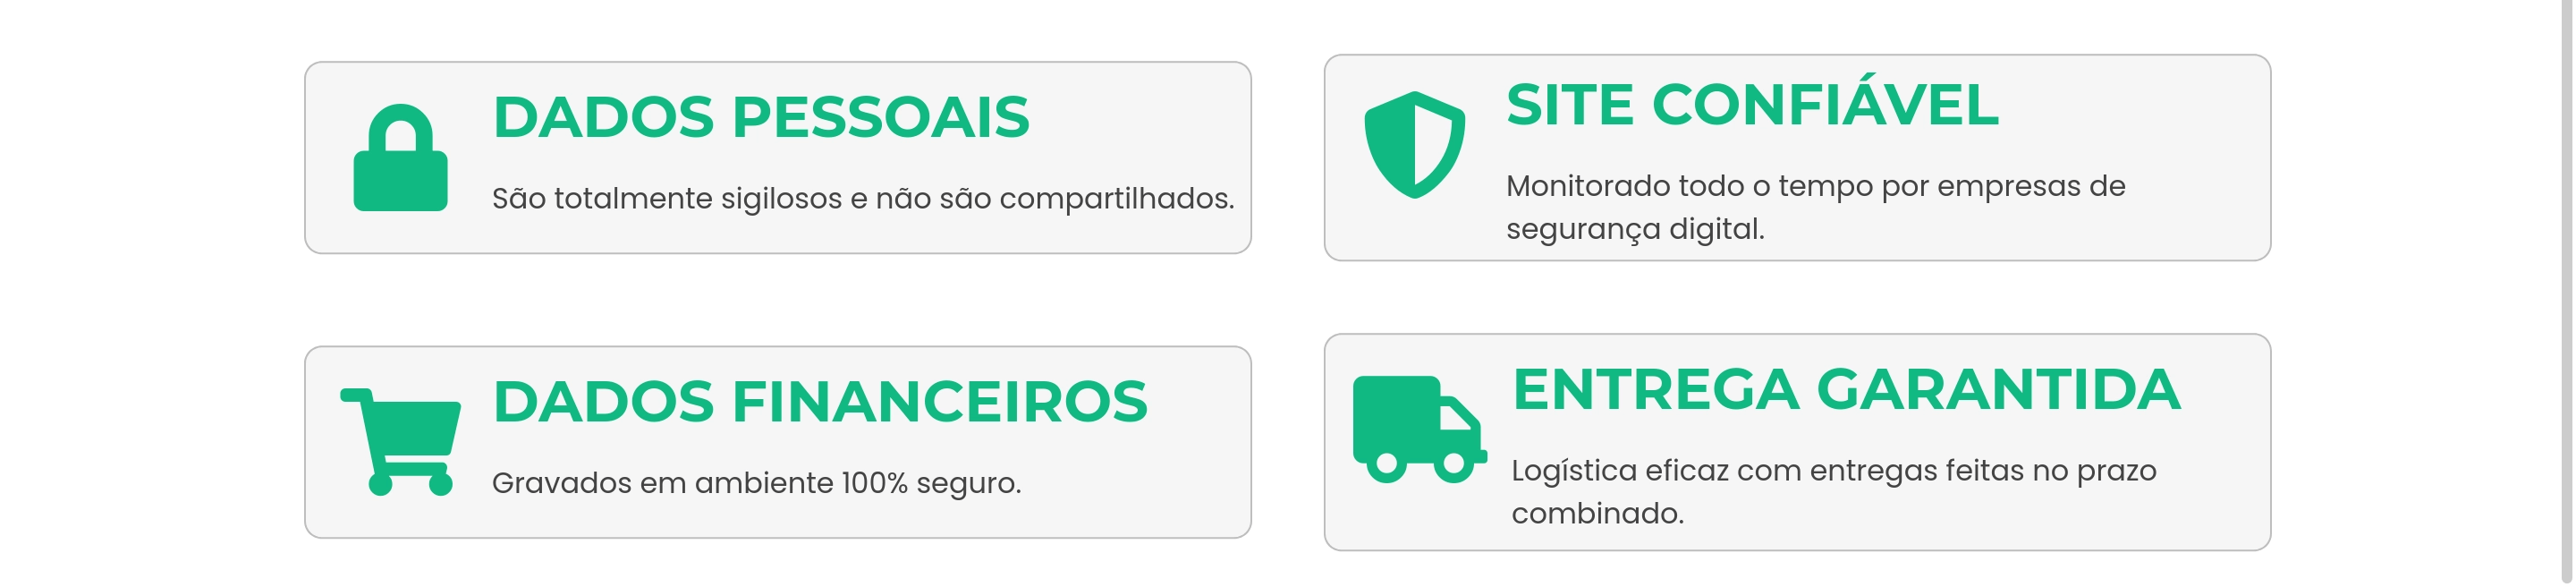 DADOS PESSOAIS
São totalmente sigilosos e não são compartilhados.
SITE CONFIÁVEL
Monitorado todo o tempo por empresas de
segurança digital.
DADOS FINANCEIROS
Gravados em ambiente 100% seguro.
ENTREGA GARANTIDA
Logística eficaz com entregas feitas no prazo
combinado.